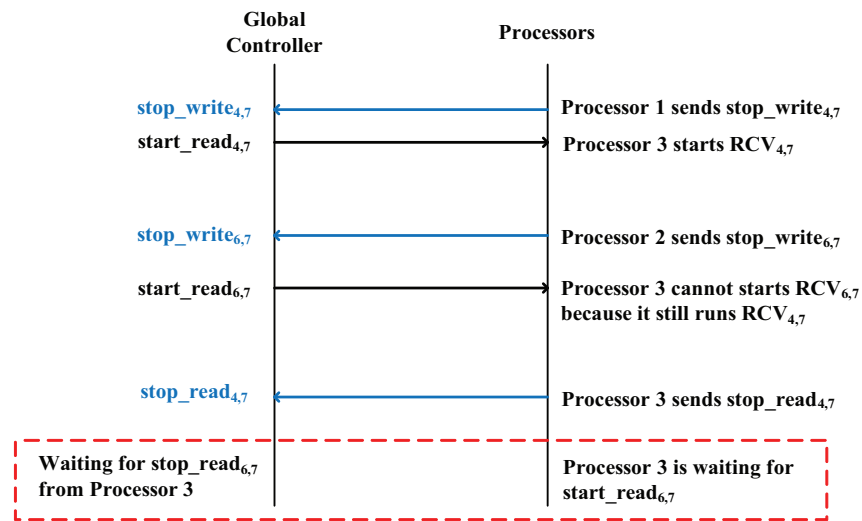 Global
Controller
Processors
stop_write4,7
Processor 1 sends stop_write4,7
start_read4,7
Processor 3 starts RCV4,7
stop_write6,7
Processor 2 sends stop_write6,7
start_read6,7
Processor 3 cannot starts RCV6,7
because it still runs RCV4,7
stop_read4,7
Processor 3 sends stop_read4,7
Waiting for stop_read6,7
from Processor 3
Processor 3 is waiting for
start_read6,7